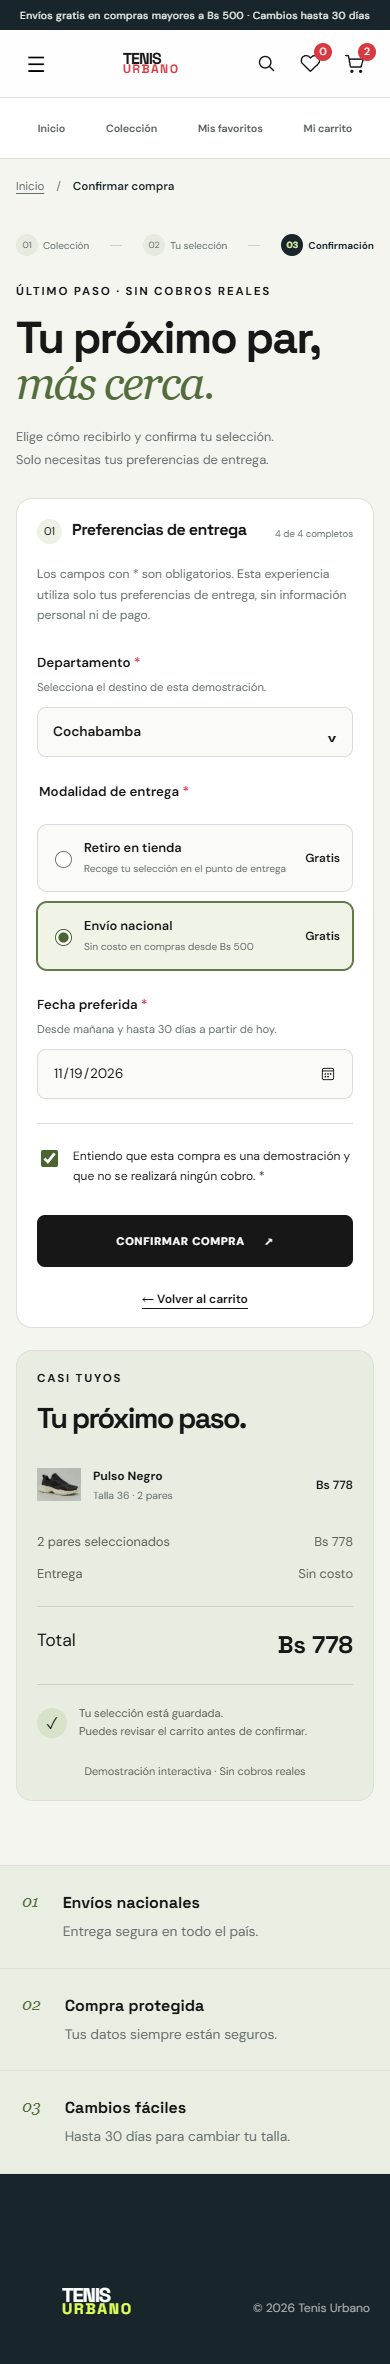 Envíos gratis en compras mayores a Bs 500 · Cambios hasta 30 días
TENIS
URBANO
0
2
Inicio
Colección
Mis favoritos
Mi carrito
Inicio / Confirmar compra
01 Colección
02 Tu selección
03 Confirmación
ÚLTIMO PASO · SIN COBROS REALES
Tu próximo par,
más cerca.
Elige cómo recibirlo y confirma tu selección.
Solo necesitas tus preferencias de entrega.
01 Preferencias de entrega
4 de 4 completos
Los campos con * son obligatorios. Esta experiencia
utiliza solo tus preferencias de entrega, sin información
personal ni de pago.
Departamento *
Selecciona el destino de esta demostración.
Cochabamba
Modalidad de entrega *
Retiro en tienda
Recoge tu selección en el punto de entrega
Gratis
Envío nacional
Sin costo en compras desde Bs 500
Gratis
Fecha preferida *
Desde mañana y hasta 30 días a partir de hoy.
11/19/2026
Entiendo que esta compra es una demostración y
que no se realizará ningún cobro. *
CONFIRMAR COMPRA ↗
← Volver al carrito
CASI TUYOS
Tu próximo paso.
Pulso Negro
Talla 36 · 2 pares
Bs 778
2 pares seleccionados Bs 778
Entrega Sin costo
Total Bs 778
✓
Tu selección está guardada.
Puedes revisar el carrito antes de confirmar.
Demostración interactiva · Sin cobros reales
01 Envíos nacionales
Entrega segura en todo el país.
02 Compra protegida
Tus datos siempre están seguros.
03 Cambios fáciles
Hasta 30 días para cambiar tu talla.
TENIS
URBANO
© 2026 Tenis Urbano